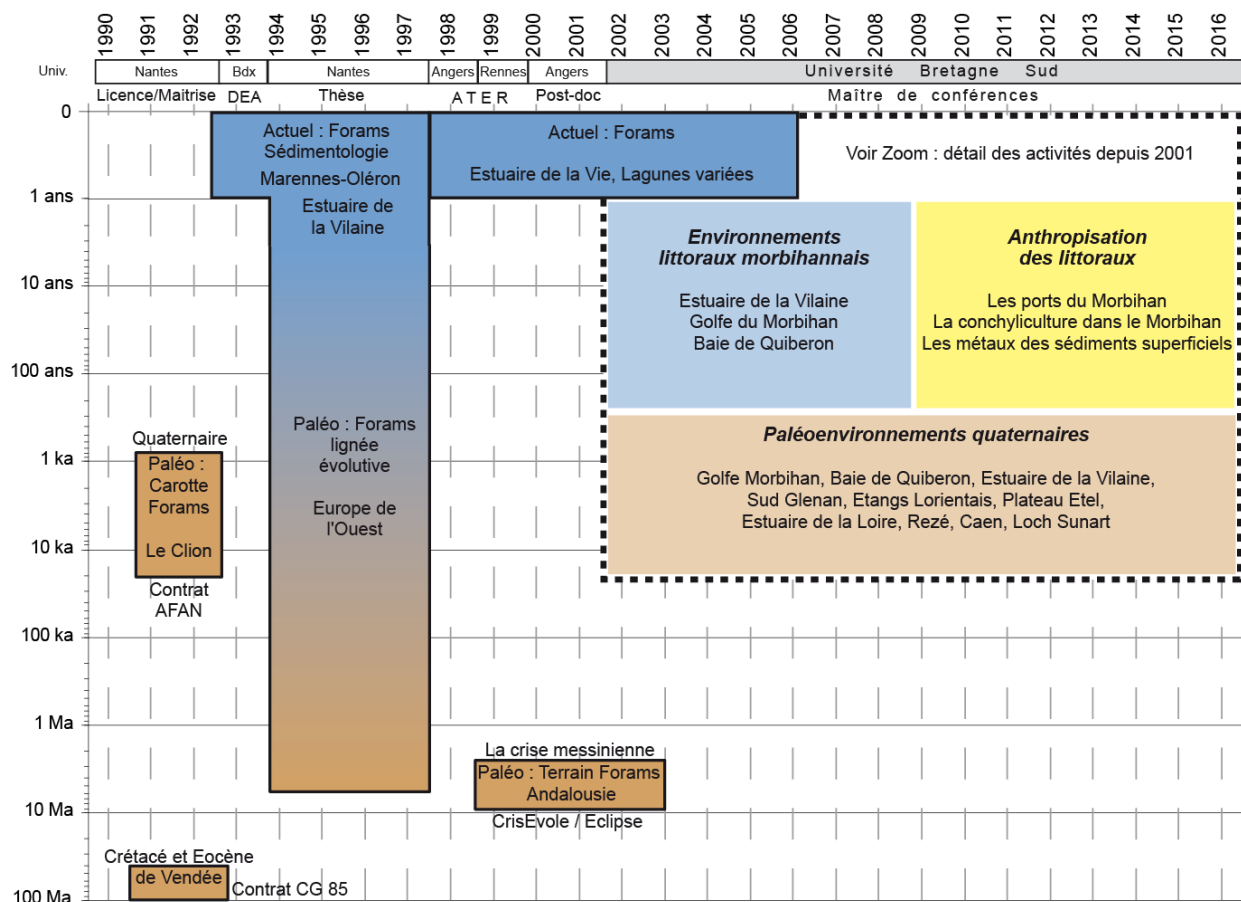 1990 1991 1992 1993 1994 1995 1996 1997 1998 1999 2000 2001 2002 2003 2004 2005 2006 2007 2008 2009 2010 2011 2012 2013 2014 2015 2016
Univ. Nantes Bdx Nantes Angers Rennes Angers Université Bretagne Sud
Licence/Maitrise DEA Thèse ATER Post-doc Maître de conférences
0
1 ans
10 ans
100 ans
1 ka
10 ka
100 ka
1 Ma
10 Ma
100 Ma
Actuel : Forams
Sédimentologie
Marennes-Oléron
Estuaire de
la Vilaine
Paléo : Forams
lignée
évolutive
Europe de
l'Ouest
Actuel : Forams
Estuaire de la Vie, Lagunes variées
Voir Zoom : détail des activités depuis 2001
Environnements
littoraux morbihannais
Estuaire de la Vilaine
Golfe du Morbihan
Baie de Quiberon
Anthropisation
des littoraux
Les ports du Morbihan
La conchyliculture dans le Morbihan
Les métaux des sédiments superficiels
Paléoenvironnements quaternaires
Golfe Morbihan, Baie de Quiberon, Estuaire de la Vilaine,
Sud Glenan, Etangs Lorientais, Plateau Etel,
Estuaire de la Loire, Rezé, Caen, Loch Sunart
Quaternaire
Paléo :
Carotte
Forams
Le Clion
Contrat
AFAN
La crise messinienne
Paléo : Terrain Forams
Andalousie
CrisEvole / Eclipse
Crétacé et Eocène
de Vendée
Contrat CG 85